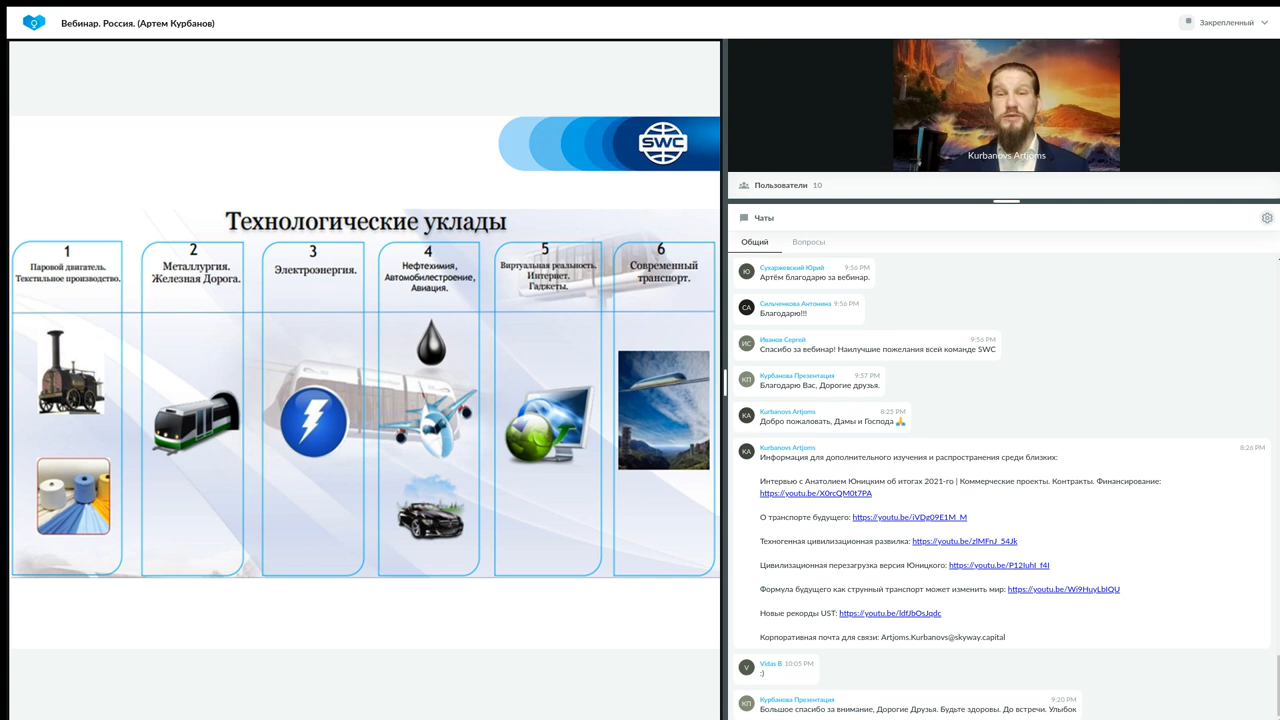 Вебинар. Россия. (Артем Курбанов)
Закрепленный
SWC
Технологические уклады
1
Паровой двигатель.
Текстильное производство.
2
Металлургия.
Железная Дорога.
3
Электроэнергия.
4
Нефтехимия,
Автомобилестроение,
Авиация.
5
Виртуальная реальность.
Интернет.
Гаджеты.
6
Современный
транспорт.
Kurbanovs Artjoms
Пользователи 10
Чаты
Общий Вопросы
Ю
Сухаржевский Юрий 9:56 PM
Артём благодарю за вебинар.
СА
Сильченкова Антонина 9:56 PM
Благодарю!!!
ИС
Иванов Сергей 9:56 PM
Спасибо за вебинар! Наилучшие пожелания всей команде SWC
КП
Курбанова Презентация 9:57 PM
Благодарю Вас, Дорогие друзья.
KA
Kurbanovs Artjoms 8:25 PM
Добро пожаловать, Дамы и Господа 🙏
KA
Kurbanovs Artjoms 8:26 PM
Информация для дополнительного изучения и распространения среди близких:
Интервью с Анатолием Юницким об итогах 2021-го | Коммерческие проекты. Контракты. Финансирование:
https://youtu.be/X0rcQM0t7PA
О транспорте будущего: https://youtu.be/iVDg09E1M_M
Техногенная цивилизационная развилка: https://youtu.be/zlMFnJ_54Jk
Цивилизационная перезагрузка версия Юницкого: https://youtu.be/P12IuhI_f4I
Формула будущего как струнный транспорт может изменить мир: https://youtu.be/Wi9HuyLbIQU
Новые рекорды UST: https://youtu.be/ldfJbOsJqdc
Корпоративная почта для связи: Artjoms.Kurbanovs@skyway.capital
V
Vidas B 10:05 PM
:)
КП
Курбанова Презентация 9:20 PM
Большое спасибо за внимание, Дорогие Друзья. Будьте здоровы. До встречи. Улыбок